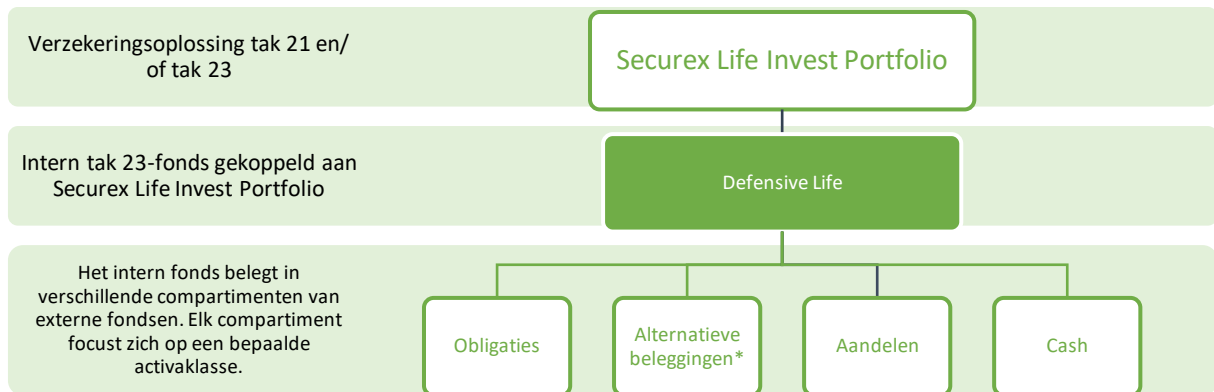 Verzekeringsoplossing tak 21 en/
of tak 23
Securex Life Invest Portfolio
Intern tak 23-fonds gekoppeld aan
Securex Life Invest Portfolio
Defensive Life
Het intern fonds belegt in
verschillende compartimenten van
externe fondsen. Elk compartiment
focust zich op een bepaalde
activaklasse.
Obligaties
Alternatieve
beleggingen*
Aandelen
Cash